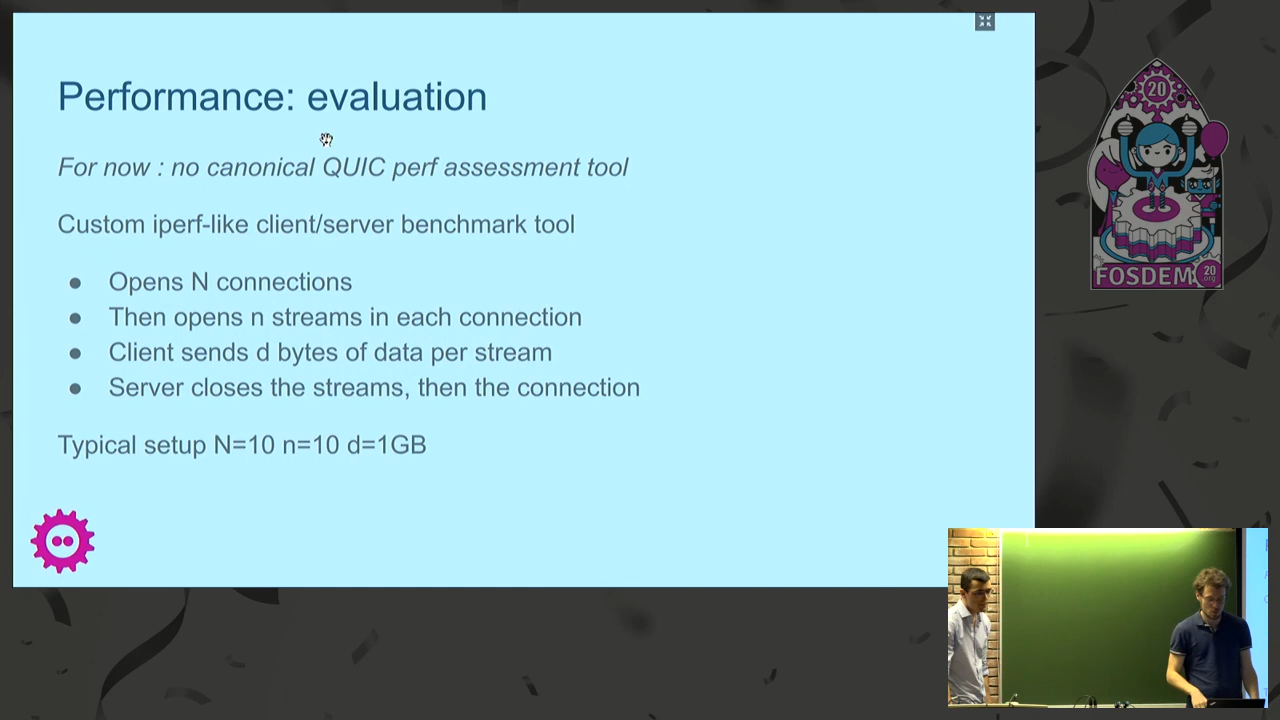 Performance: evaluation
For now : no canonical QUIC perf assessment tool
Custom iperf-like client/server benchmark tool
● Opens N connections
● Then opens n streams in each connection
● Client sends d bytes of data per stream
● Server closes the streams, then the connection
Typical setup N=10 n=10 d=1GB
20
FOSDEM
20
.org